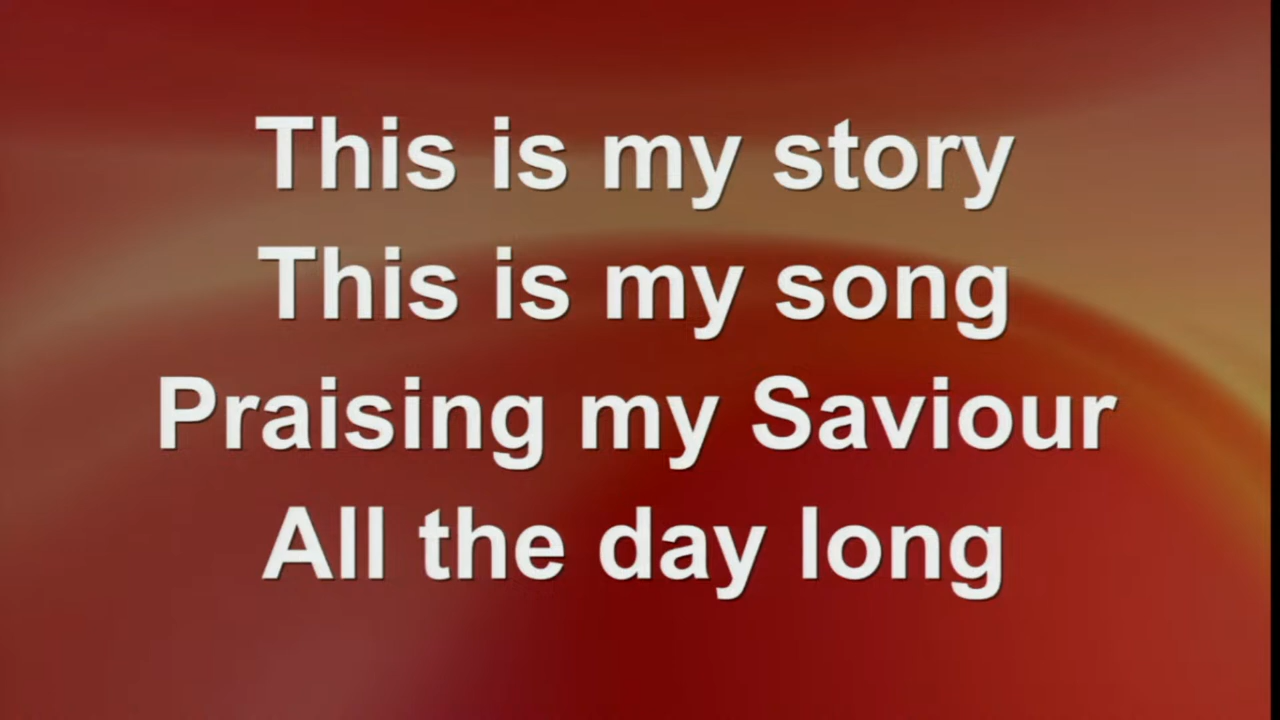 This is my story
This is my song
Praising my Saviour
All the day long